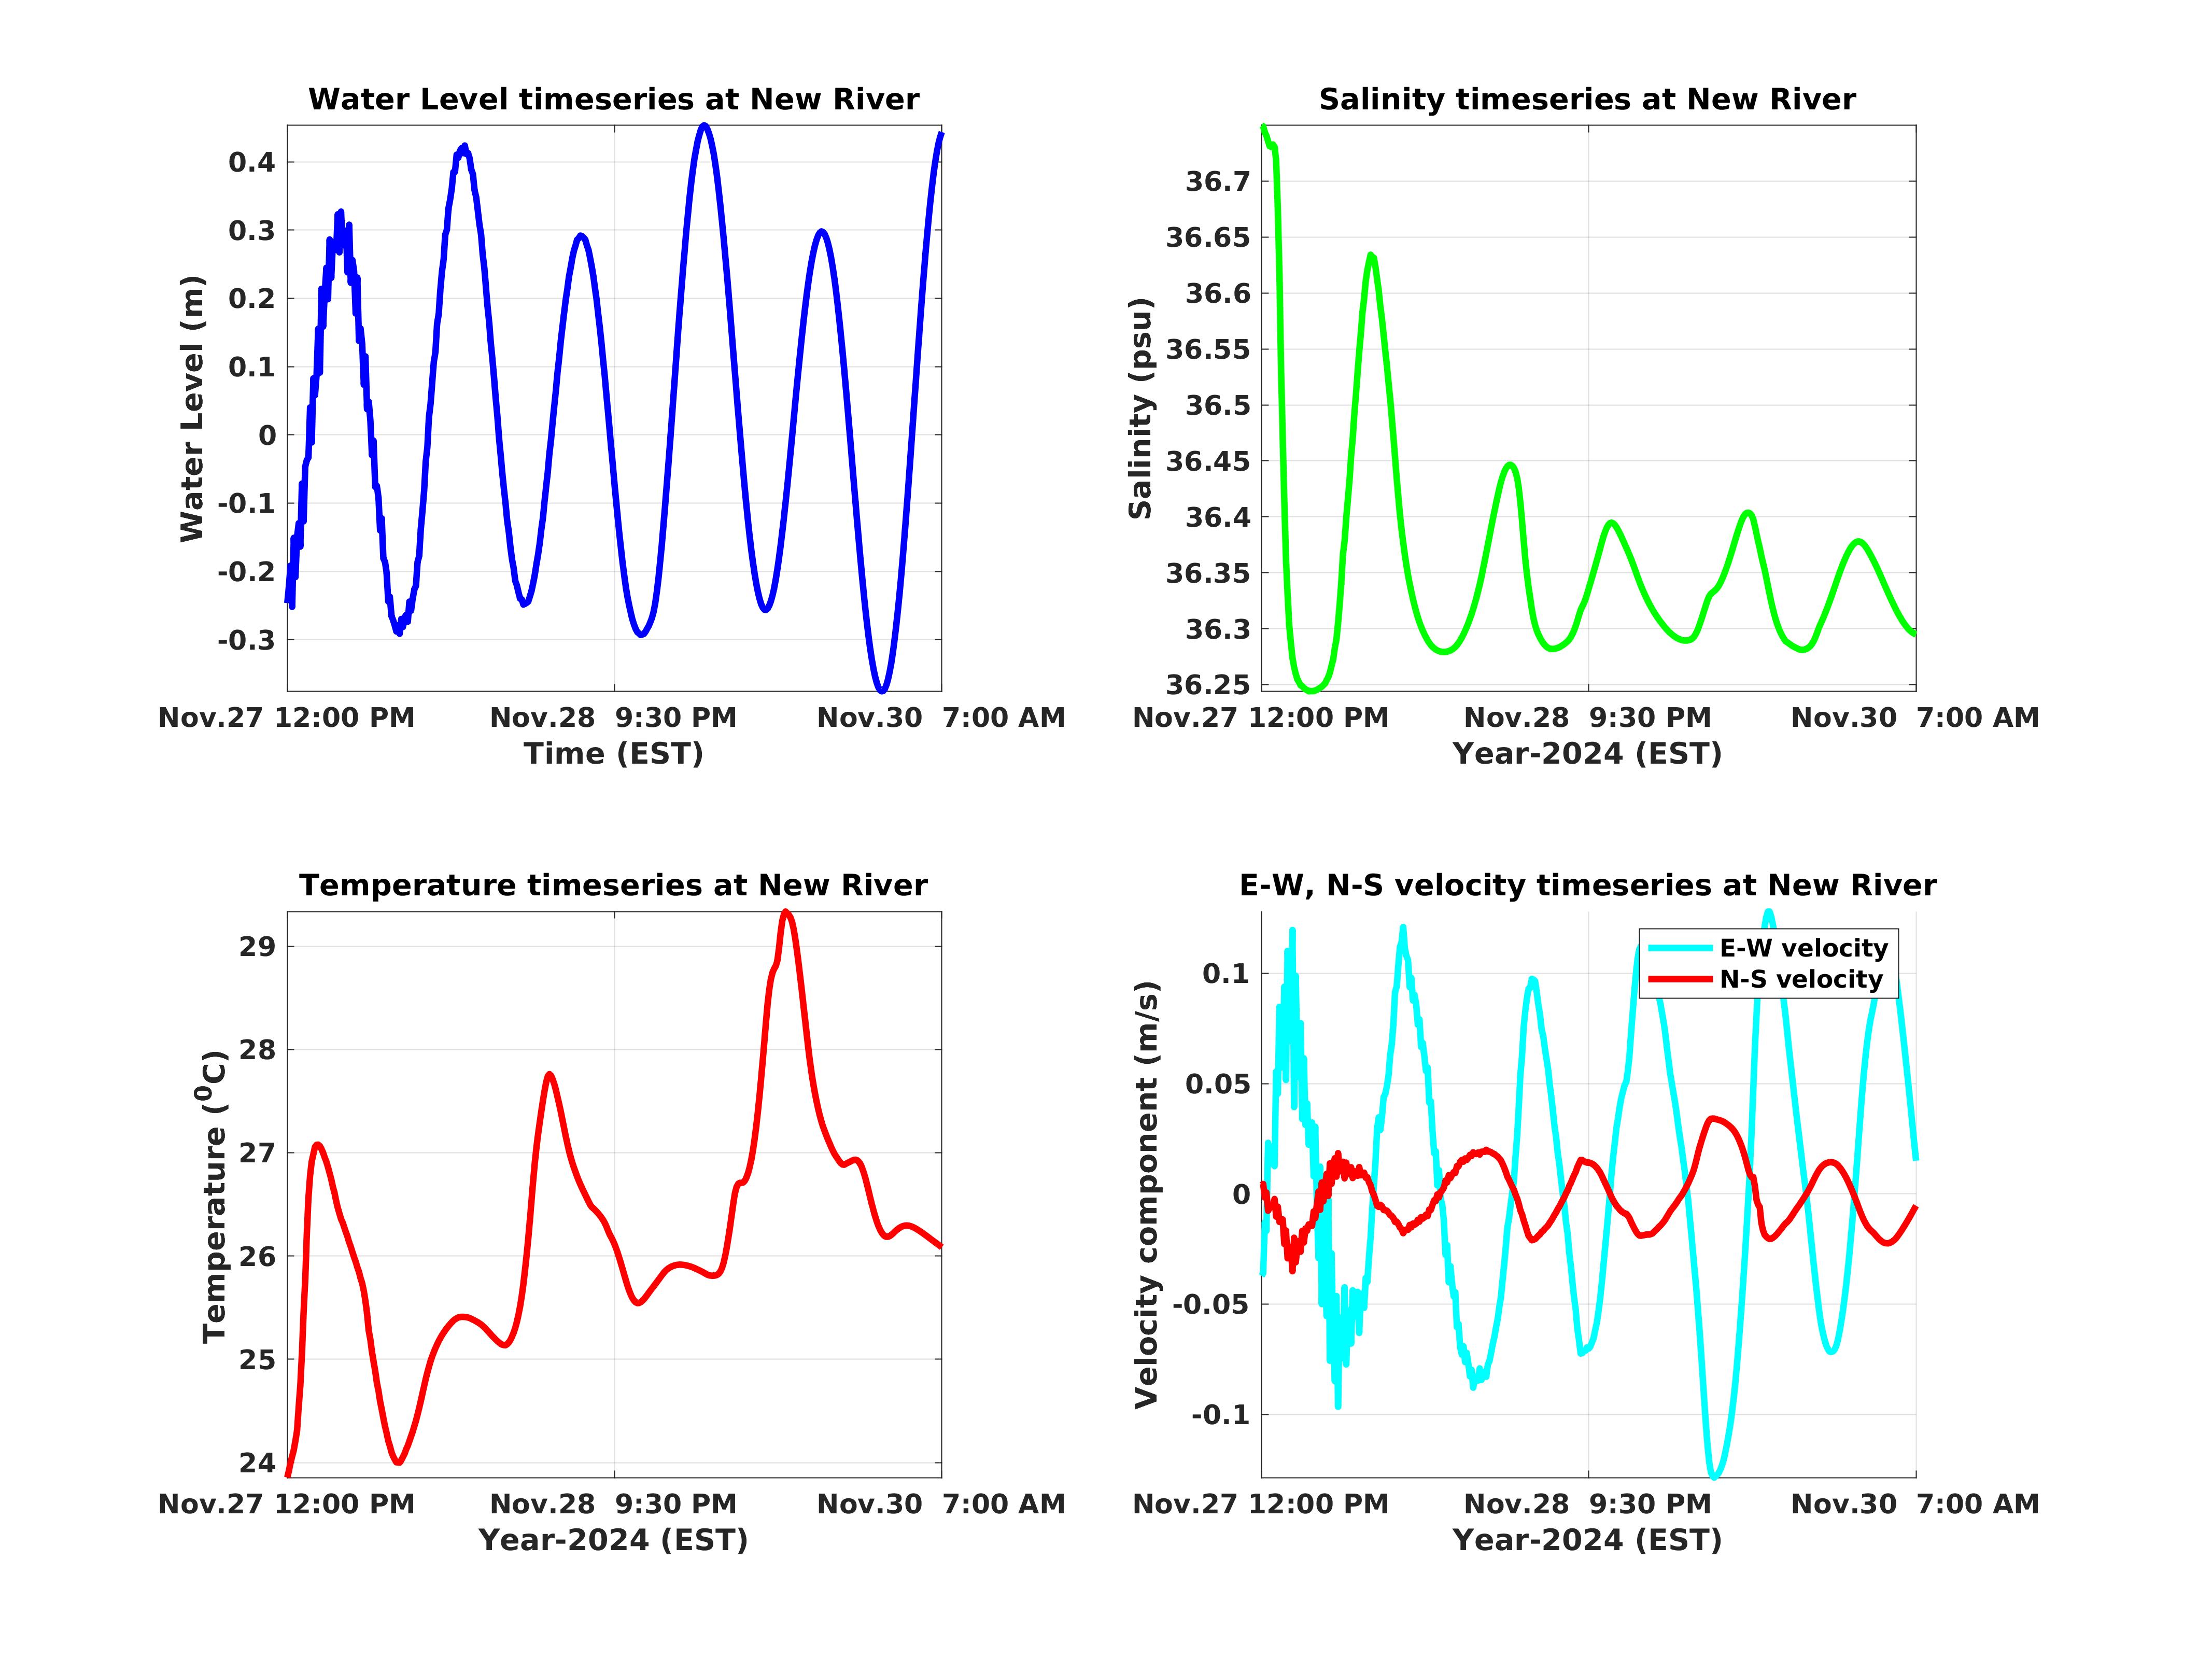 Water Level timeseries at New River
Water Level (m)
0.4
0.3
0.2
0.1
0
-0.1
-0.2
-0.3
Nov.27 12:00 PM Nov.28 9:30 PM Nov.30 7:00 AM
Time (EST)
Salinity timeseries at New River
Salinity (psu)
36.7
36.65
36.6
36.55
36.5
36.45
36.4
36.35
36.3
36.25
Nov.27 12:00 PM Nov.28 9:30 PM Nov.30 7:00 AM
Year-2024 (EST)
Temperature timeseries at New River
Temperature (⁰C)
29
28
27
26
25
24
Nov.27 12:00 PM Nov.28 9:30 PM Nov.30 7:00 AM
Year-2024 (EST)
E-W, N-S velocity timeseries at New River
Velocity component (m/s)
E-W velocity
N-S velocity
0.1
0.05
0
-0.05
-0.1
Nov.27 12:00 PM Nov.28 9:30 PM Nov.30 7:00 AM
Year-2024 (EST)